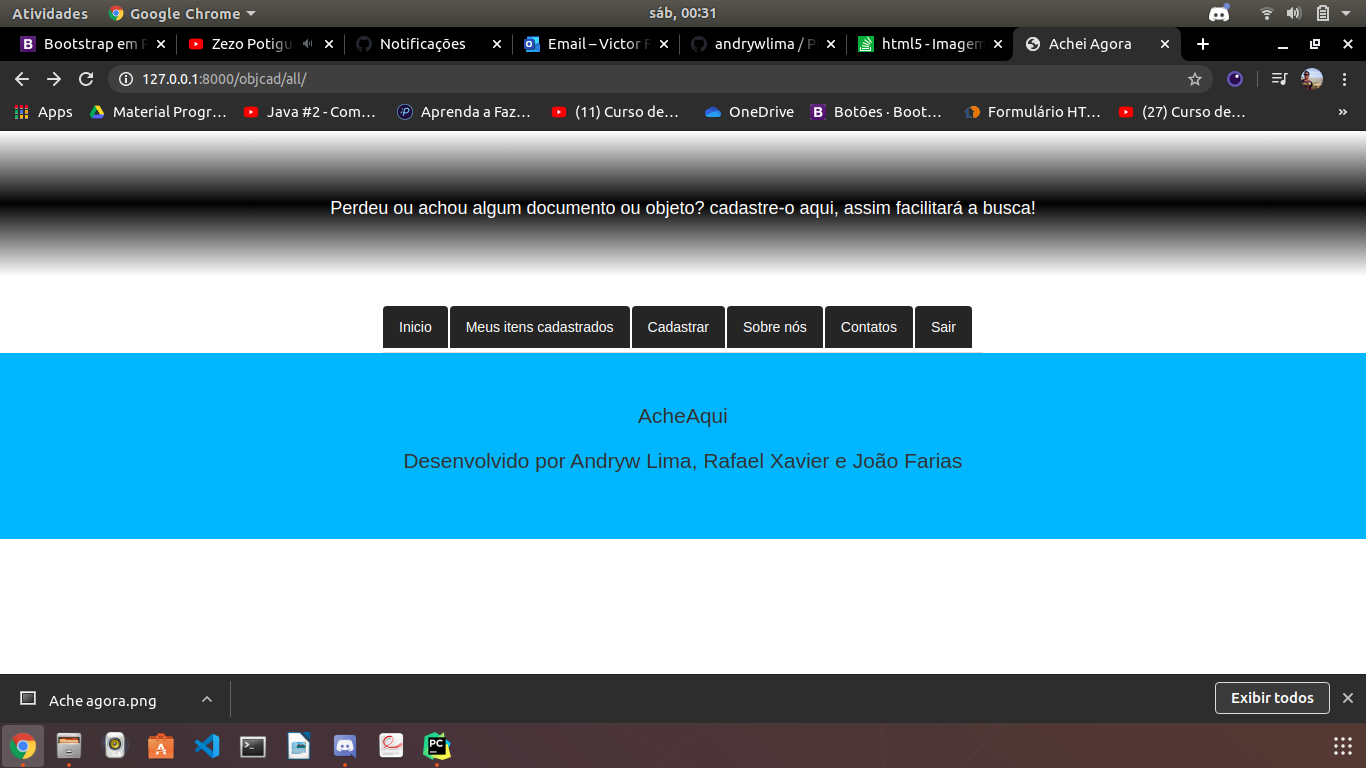 Atividades Google Chrome sáb, 00:31
Bootstrap em P Zezo Potigu Notificações Email – Victor F andrywlima / P html5 - Imagem Achei Agora
127.0.0.1:8000/objcad/all/
Apps Material Progr… Java #2 - Com… Aprenda a Faz… (11) Curso de… OneDrive Botões · Boot… Formulário HT… (27) Curso de… »
Perdeu ou achou algum documento ou objeto? cadastre-o aqui, assim facilitará a busca!
Inicio Meus itens cadastrados Cadastrar Sobre nós Contatos Sair
AcheAqui
Desenvolvido por Andryw Lima, Rafael Xavier e João Farias
Ache agora.png Exibir todos